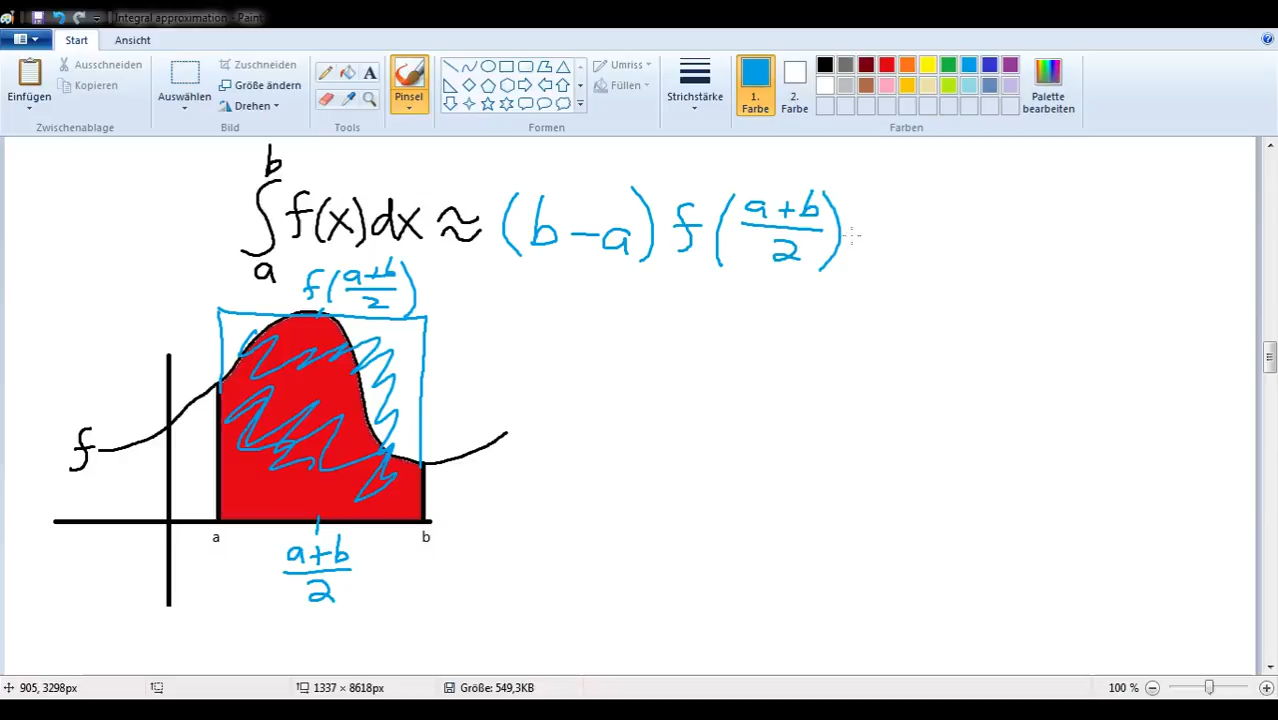 Integral approximation - Paint
Start Ansicht
Einfügen
Ausschneiden
Kopieren
Zwischenablage
Auswählen
Größe ändern
Drehen
Bild
Pinsel
Tools
Umriss
Füllen
Formen
Strichstärke
1. Farbe
2. Farbe
Palette bearbeiten
Farben
∫ₐᵇ f(x)dx ≈ (b-a) f((a+b)/2)
f((a+b)/2)
f
a
b
(a+b)/2
905, 3298px
1337 × 8618px
Größe: 549,3KB
100 %